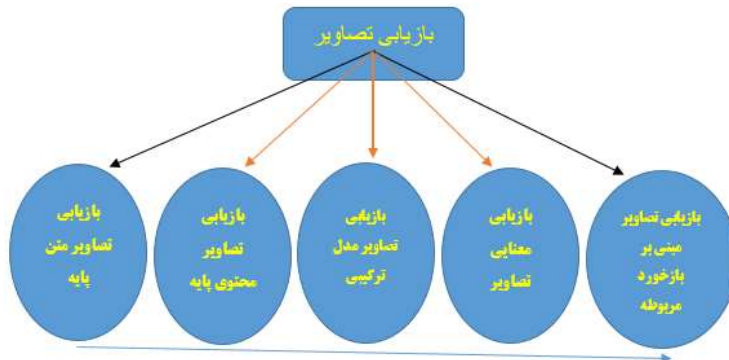 بازیابی تصاویر
بازیابی
تصاویر متن
پایه
بازیابی
تصاویر
محتوی پایه
بازیابی
تصاویر مدل
ترکیبی
بازیابی
معنایی
تصاویر
بازیابی تصاویر
مبنی بر
بازخورد
مربوطه